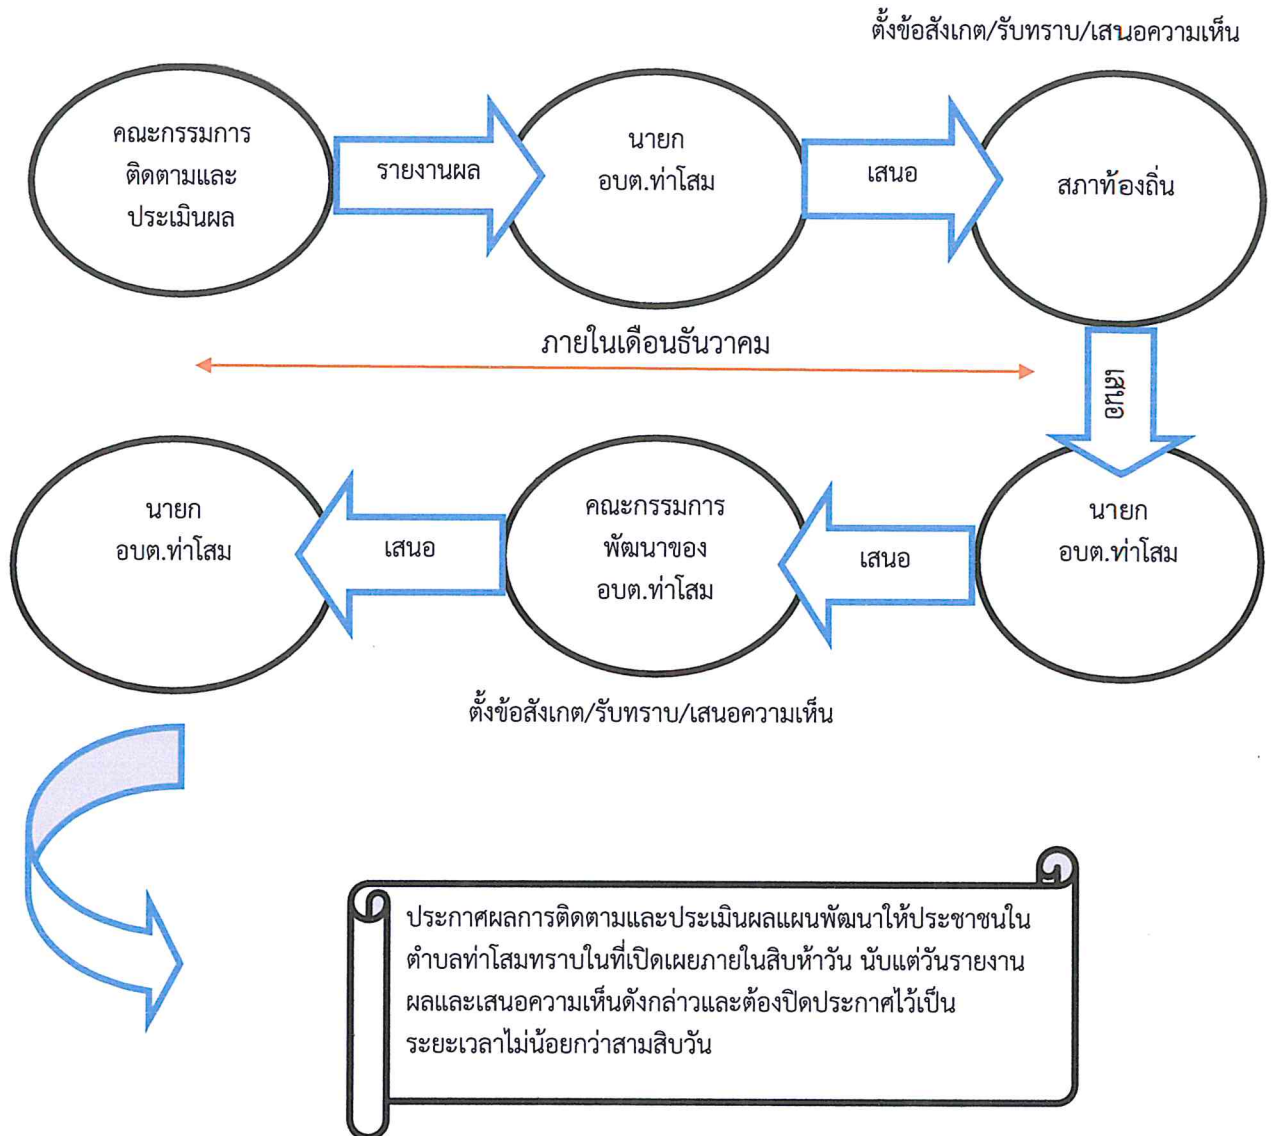 ตั้งข้อสังเกต/รับทราบ/เสนอความเห็น
คณะกรรมการ
ติดตามและ
ประเมินผล
รายงานผล
นายก
อบต.ท่าโสม
เสนอ
สภาท้องถิ่น
ภายในเดือนธันวาคม
เสนอ
นายก
อบต.ท่าโสม
เสนอ
คณะกรรมการ
พัฒนาของ
อบต.ท่าโสม
เสนอ
นายก
อบต.ท่าโสม
ตั้งข้อสังเกต/รับทราบ/เสนอความเห็น
ประกาศผลการติดตามและประเมินผลแผนพัฒนาให้ประชาชนใน
ตำบลท่าโสมทราบในที่เปิดเผยภายในสิบห้าวัน นับแต่วันรายงาน
ผลและเสนอความเห็นดังกล่าวและต้องปิดประกาศไว้เป็น
ระยะเวลาไม่น้อยกว่าสามสิบวัน